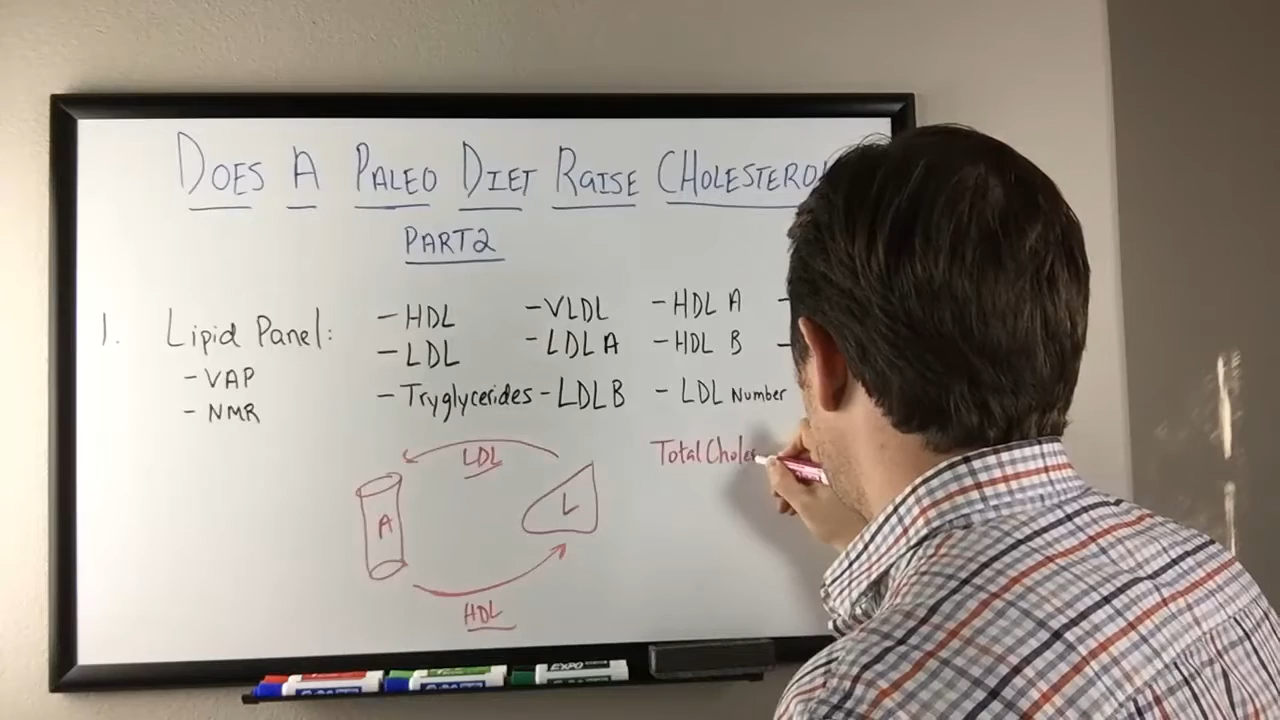 DOES A PALEO DIET RAISE CHOLESTEROL
PART 2
1. Lipid Panel:
- VAP
- NMR
- HDL
- LDL
- Tryglycerides
- VLDL
- LDL A
- LDL B
- HDL A
- HDL B
- LDL Number
-
-
Total Choles
LDL
A
L
HDL
EXPO